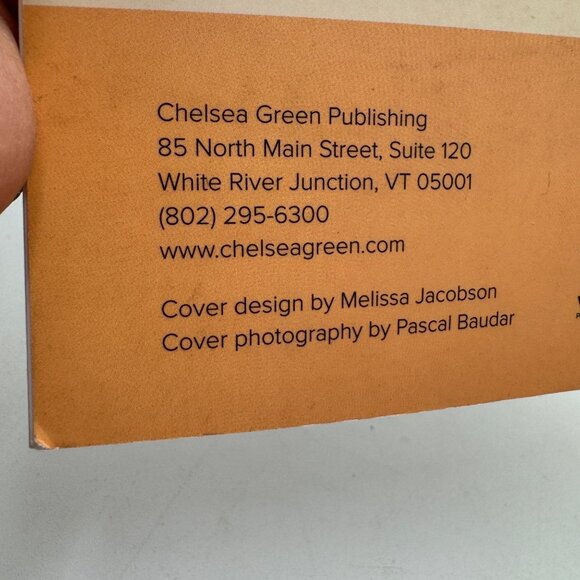 Chelsea Green Publishing
85 North Main Street, Suite 120
White River Junction, VT 05001
(802) 295-6300
www.chelseagreen.com
Cover design by Melissa Jacobson
Cover photography by Pascal Baudar